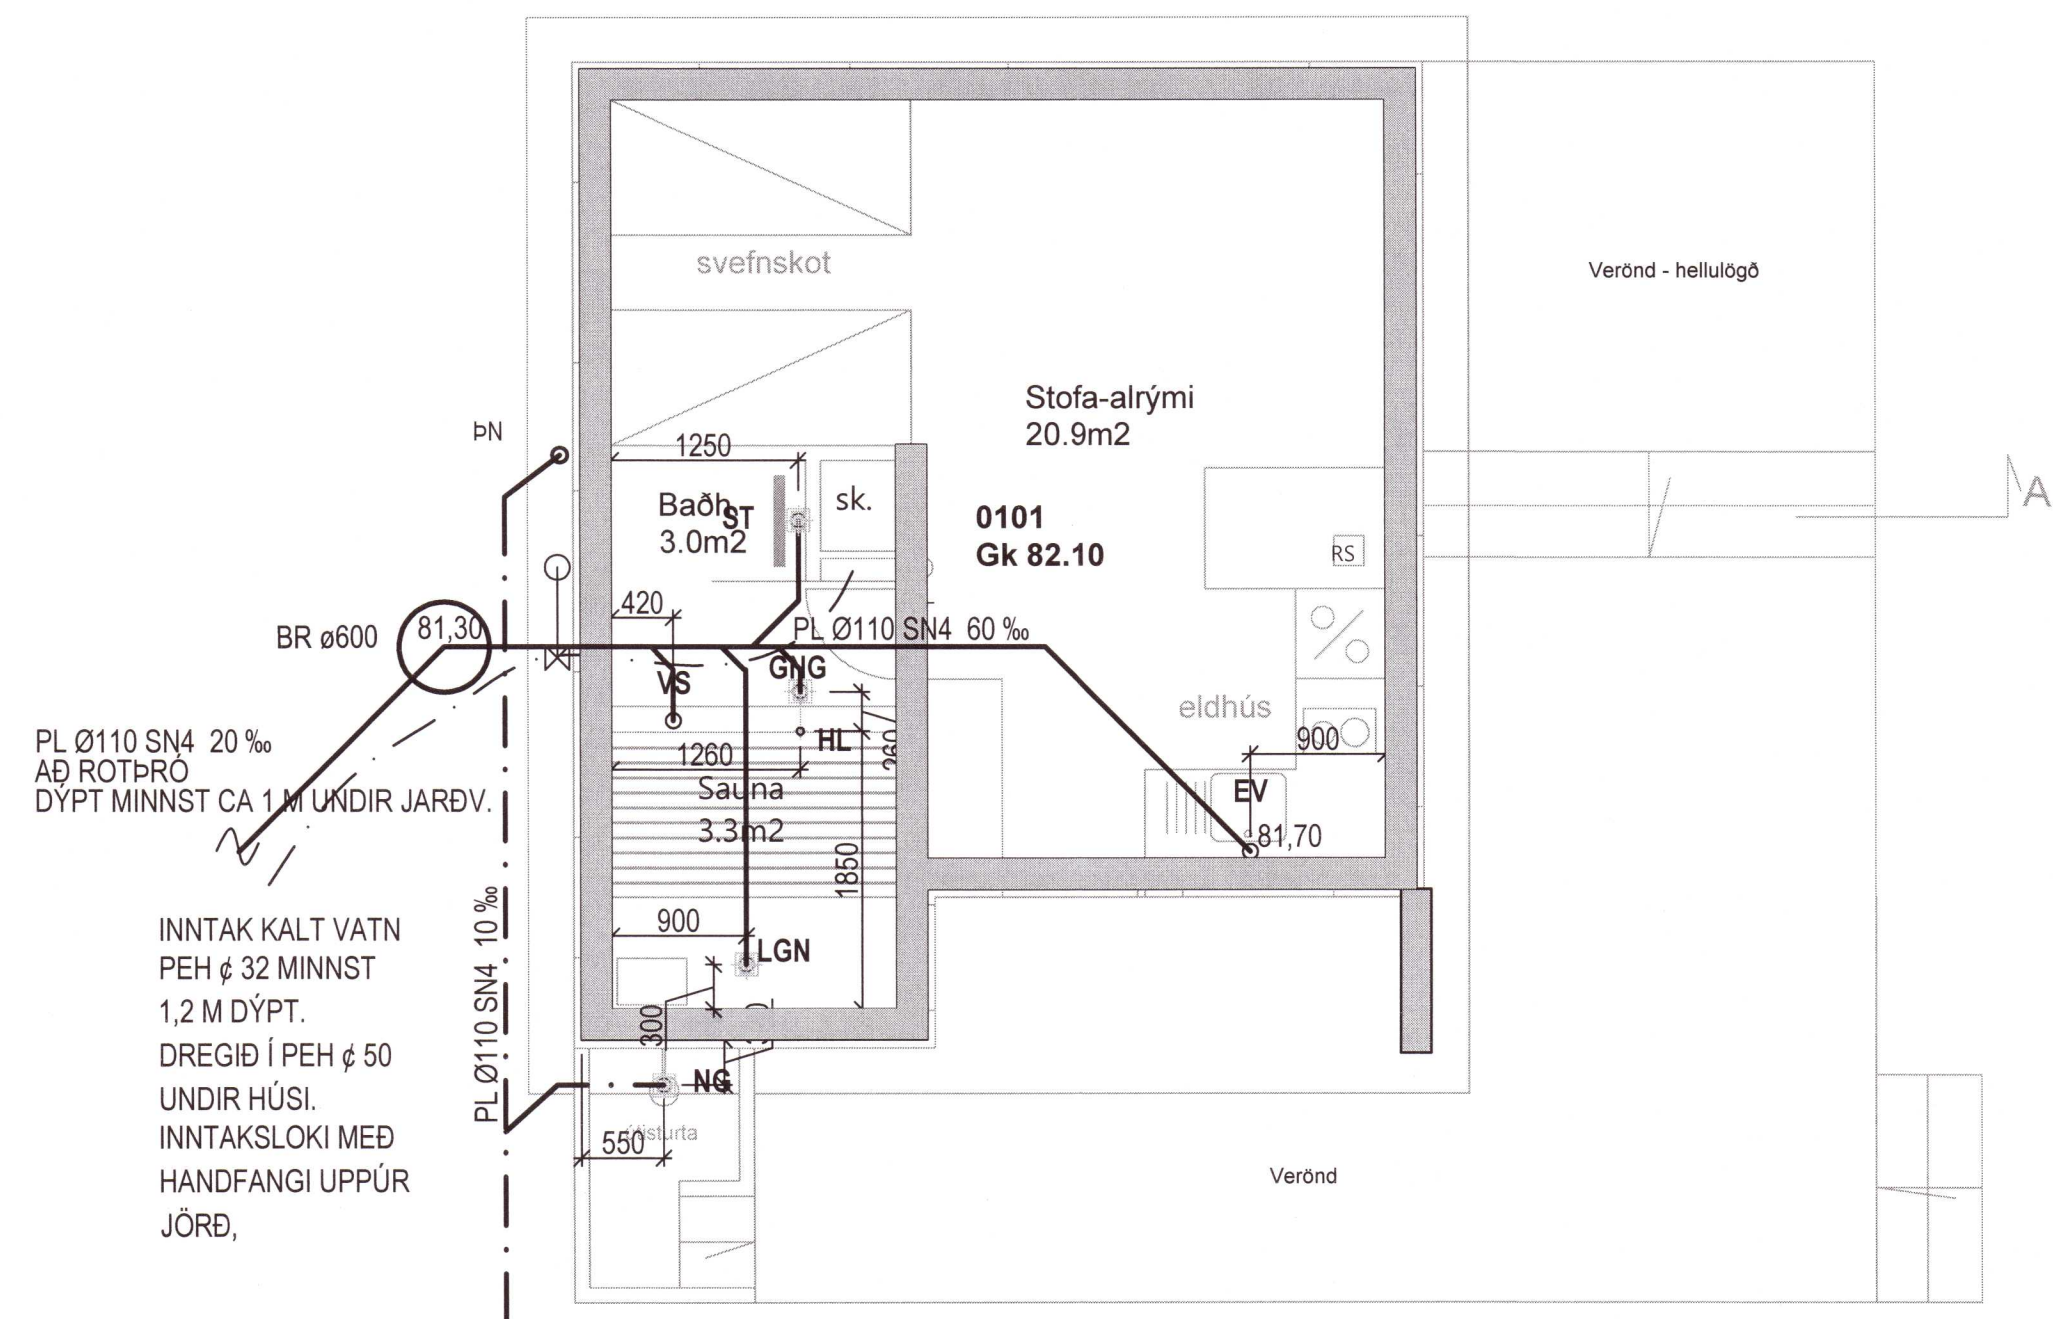 svefnskot
Verönd - hellulögð
Stofa-alrými
20.9m2
ÞN
1250
Baðh
ST
3.0m2
sk.
0101
Gk 82.10
RS
A
420
BR ø600
81,30
PL Ø110 SN4 60 ‰
GNG
VS
eldhús
HL
260
900
1260
Sauna
3.3m2
EV
81,70
PL Ø110 SN4 20 ‰
AÐ ROTÞRÓ
DÝPT MINNST CA 1 M UNDIR JARÐV.
1850
900
LGN
INNTAK KALT VATN
PEH ¢ 32 MINNST
1,2 M DÝPT.
DREGIÐ Í PEH ¢ 50
UNDIR HÚSI.
INNTAKSLOKI MEÐ
HANDFANGI UPPÚR
JÖRÐ,
PL Ø110 SN4 10 ‰
300
NG
útisturta
550
Verönd